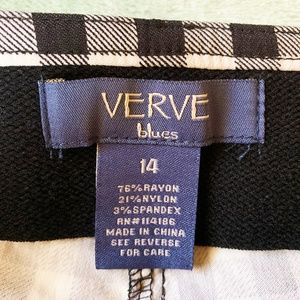 VERVE
blues
14
76%RAYON
21%NYLON
3%SPANDEX
RN#114186
MADE IN CHINA
SEE REVERSE
FOR CARE